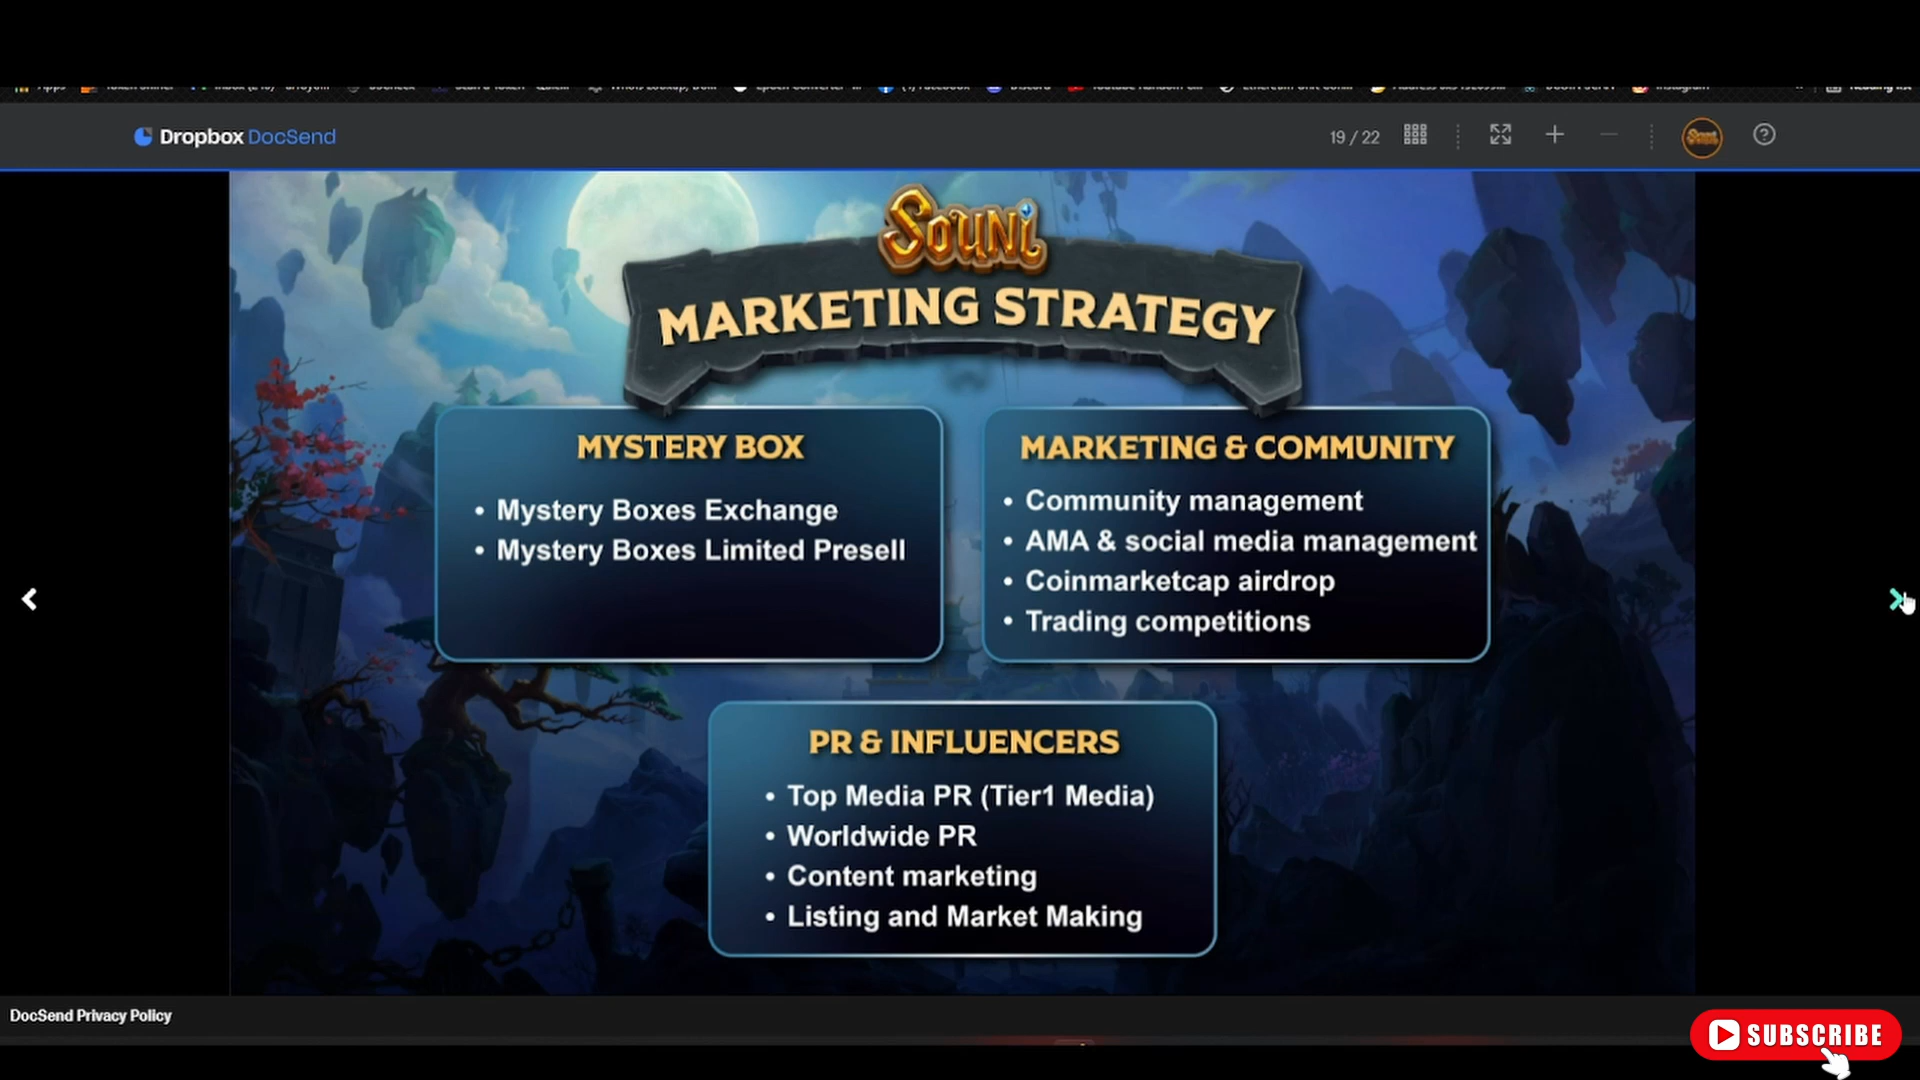 Dropbox DocSend
19 / 22
Souni
SOUNI
MARKETING STRATEGY
MYSTERY BOX
• Mystery Boxes Exchange
• Mystery Boxes Limited Presell
MARKETING & COMMUNITY
• Community management
• AMA & social media management
• Coinmarketcap airdrop
• Trading competitions
PR & INFLUENCERS
• Top Media PR (Tier1 Media)
• Worldwide PR
• Content marketing
• Listing and Market Making
DocSend Privacy Policy
SUBSCRIBE